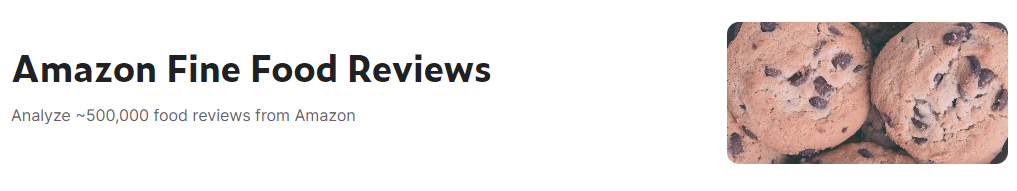 Amazon Fine Food Reviews
Analyze ~500,000 food reviews from Amazon